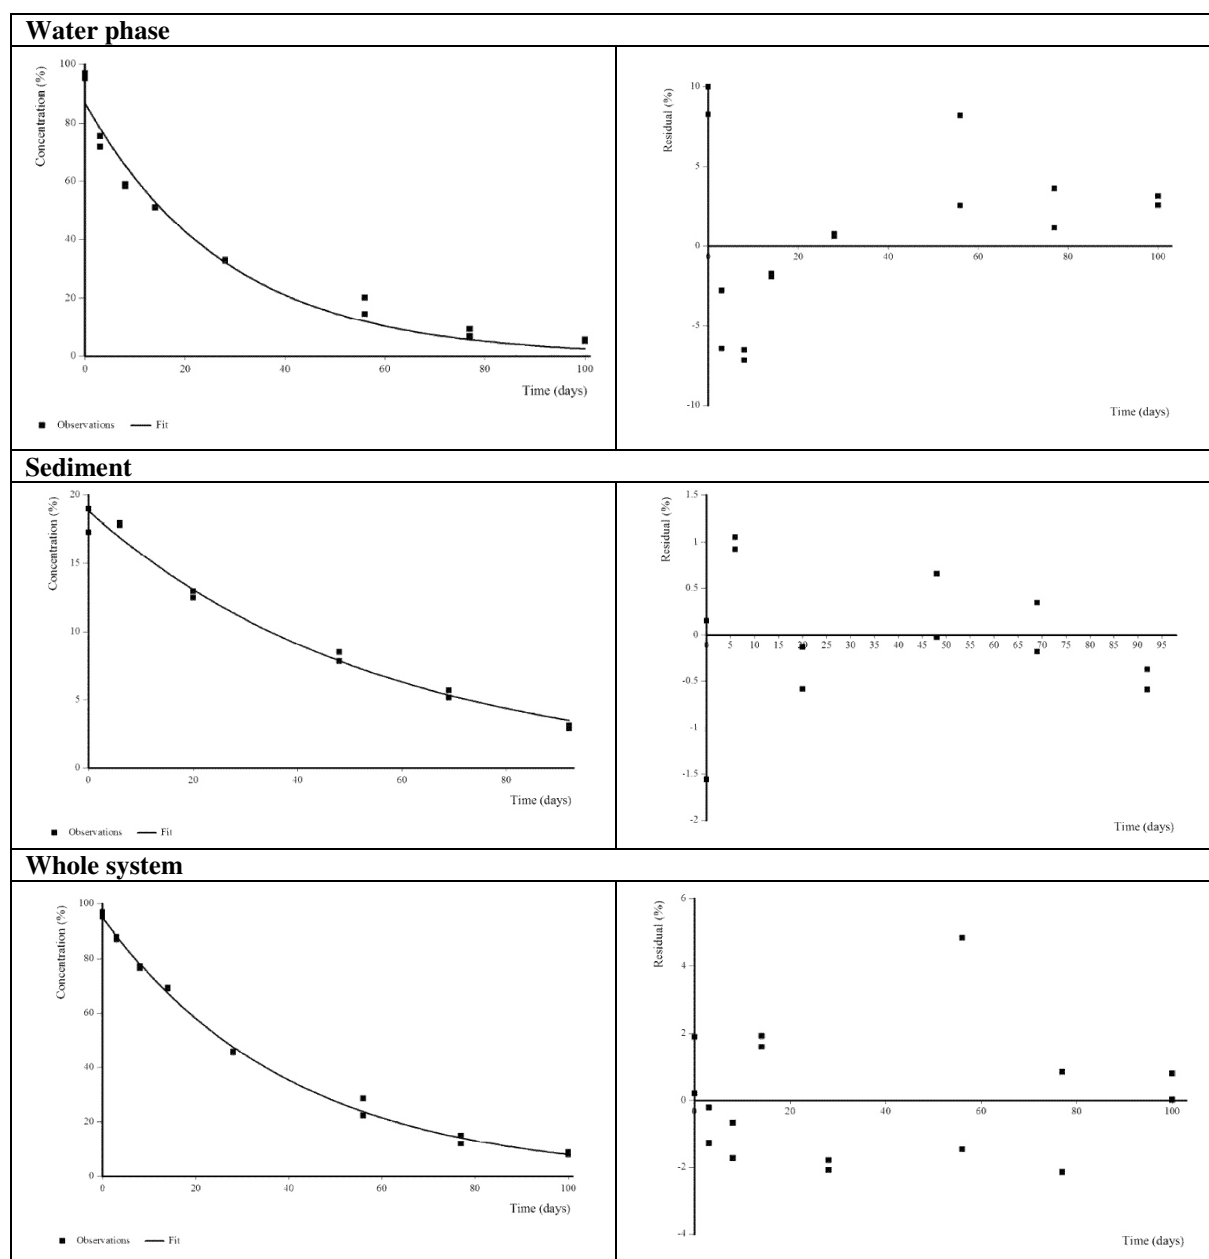 Water phase
Concentration (%)
100
80
60
40
20
0
0 20 40 60 80 100
Time (days)
Observations Fit
Residual (%)
10
5
0
-5
-10
0 20 40 60 80 100
Time (days)
Sediment
Concentration (%)
20
15
10
5
0
0 20 40 60 80
Time (days)
Observations Fit
Residual (%)
1.5
1
0.5
0
-0.5
-1
-1.5
-2
0 5 10 15 20 25 30 35 40 45 50 55 60 65 70 75 80 85 90 95
Time (days)
Whole system
Concentration (%)
100
80
60
40
20
0
0 20 40 60 80 100
Time (days)
Observations Fit
Residual (%)
6
4
2
0
-2
-4
0 20 40 60 80 100
Time (days)